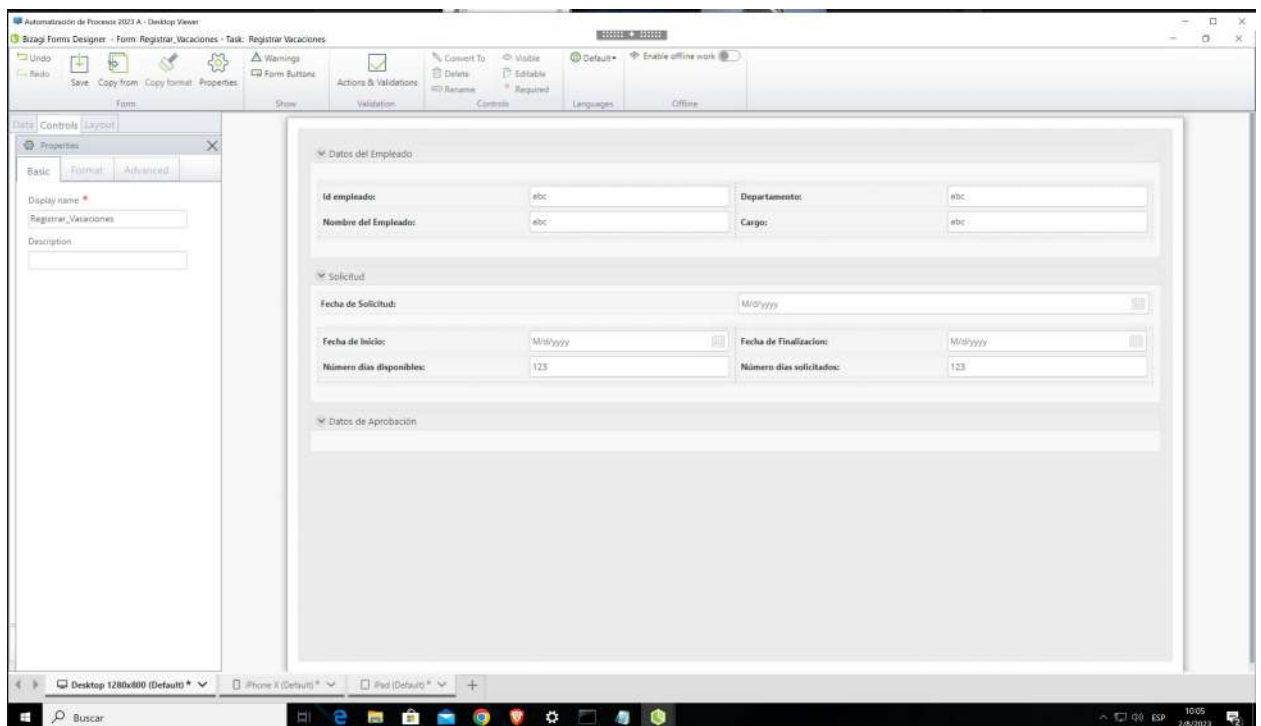 Automatización de Procesos 2023 A - Desktop Viewer
Bizagi Forms Designer - Form: Registrar_Vacaciones - Task: Registrar Vacaciones
Undo
Redo
Save Copy from Copy format Properties
Form
Warnings
Form Buttons
Show
Actions & Validations
Validation
Convert To Visible
Delete Editable
Rename * Required
Controls
Default
Languages
Enable offline work
Offline
Data Controls Layout
Properties
Basic Format Advanced
Display name *
Registrar_Vacaciones
Description
Datos del Empleado
Id empleado: abc Departamento: abc
Nombre del Empleado: abc Cargo: abc
Solicitud
Fecha de Solicitud: M/d/yyyy
Fecha de Inicio: M/d/yyyy Fecha de Finalizacion: M/d/yyyy
Número días disponibles: 123 Número días solicitados: 123
Datos de Aprobación
Desktop 1280x800 (Default) * iPhone X (Default) * iPad (Default) * +
Buscar
ESP
10:05
2/8/2023